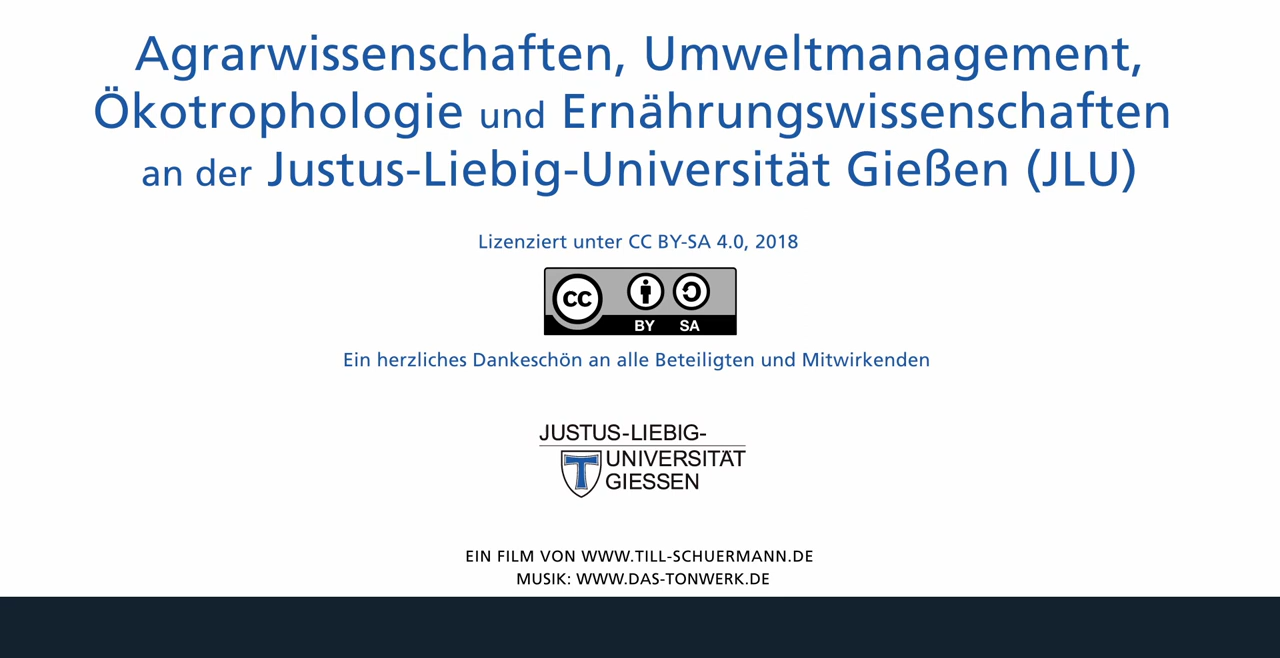 Agrarwissenschaften, Umweltmanagement,
Ökotrophologie und Ernährungswissenschaften
an der Justus-Liebig-Universität Gießen (JLU)
Lizenziert unter CC BY-SA 4.0, 2018
cc
BY SA
Ein herzliches Dankeschön an alle Beteiligten und Mitwirkenden
JUSTUS-LIEBIG-
UNIVERSITÄT
GIESSEN
EIN FILM VON WWW.TILL-SCHUERMANN.DE
MUSIK: WWW.DAS-TONWERK.DE